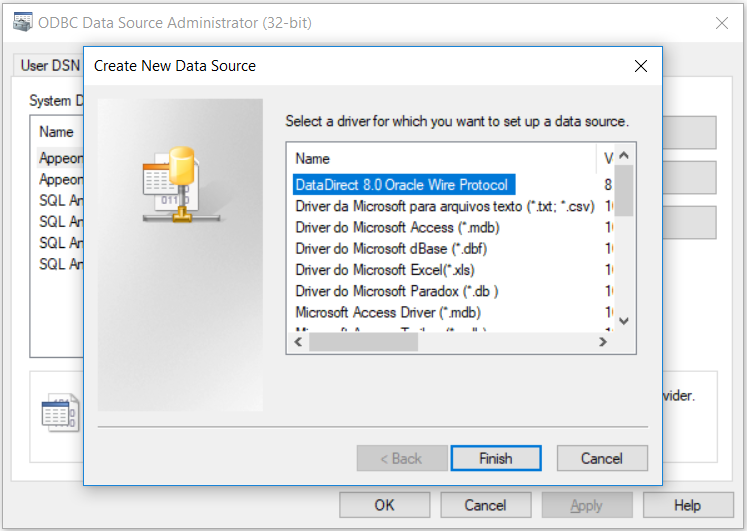 ODBC Data Source Administrator (32-bit)
Create New Data Source
User DSN
System D
Name
Appeon
Appeon
SQL An
SQL An
SQL An
SQL An
Select a driver for which you want to set up a data source.
Name V
DataDirect 8.0 Oracle Wire Protocol 8
Driver da Microsoft para arquivos texto (*.txt; *.csv) 1
Driver do Microsoft Access (*.mdb) 1
Driver do Microsoft dBase (*.dbf) 1
Driver do Microsoft Excel(*.xls) 1
Driver do Microsoft Paradox (*.db ) 1
Microsoft Access Driver (*.mdb) 1
vider.
< Back Finish Cancel
OK Cancel Apply Help